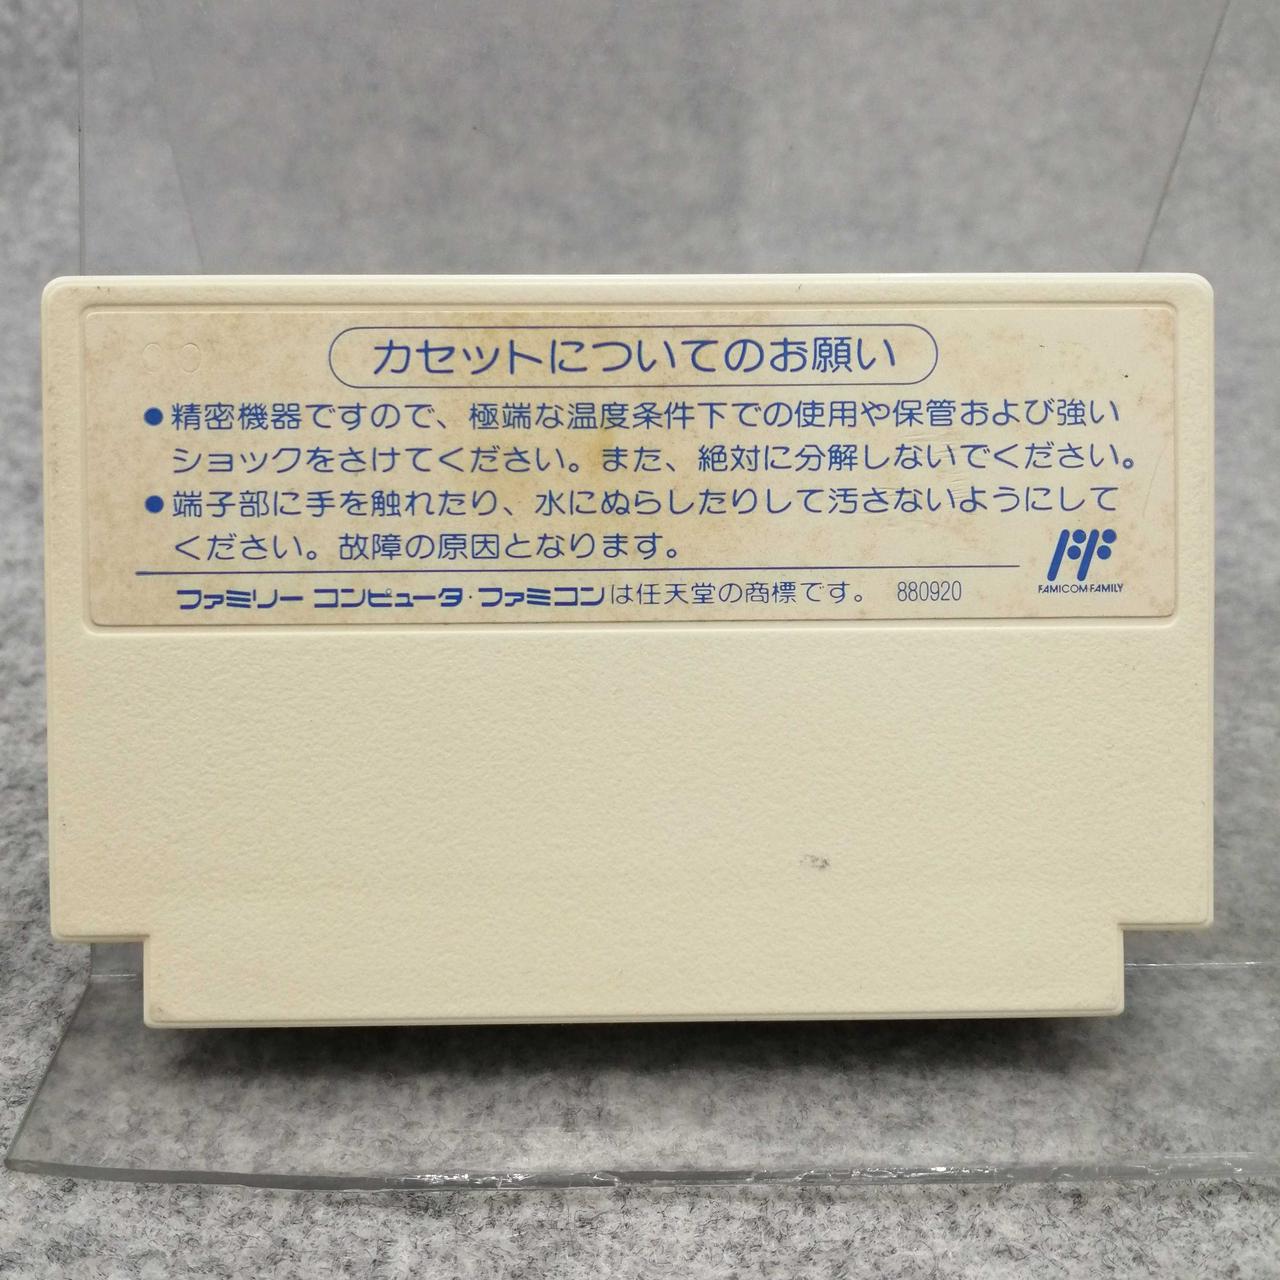 カセットについてのお願い
●精密機器ですので、極端な温度条件下での使用や保管および強い
ショックをさけてください。また、絶対に分解しないでください。
●端子部に手を触れたり、水にぬらしたりして汚さないようにして
ください。故障の原因となります。
FAMICOM FAMILY
ファミリー コンピュータ・ファミコンは任天堂の商標です。 880920